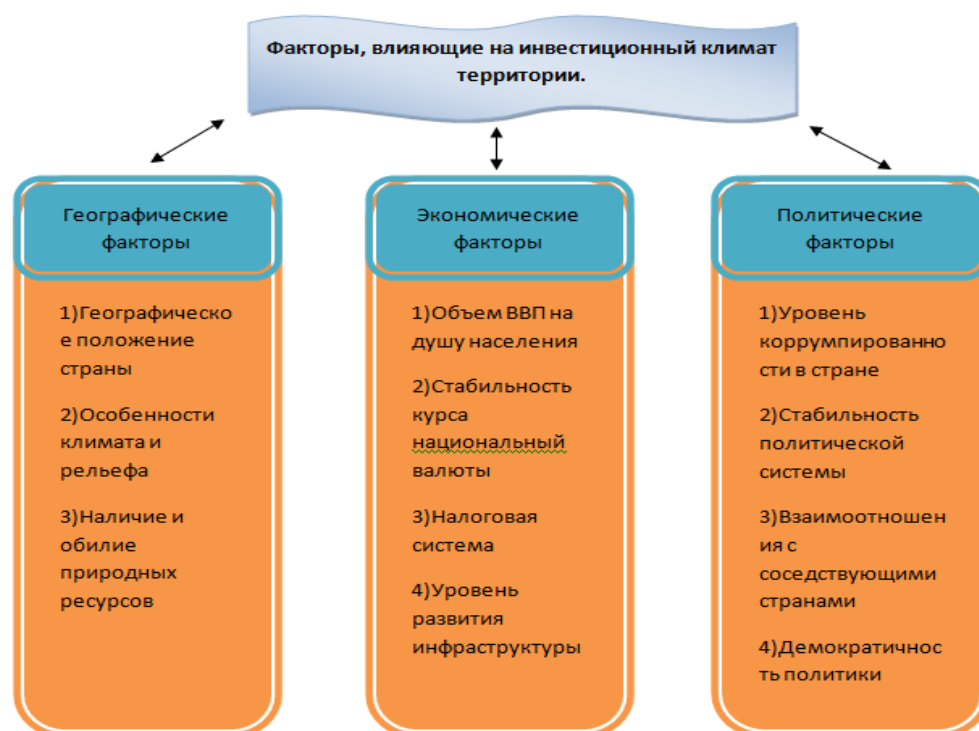 Факторы, влияющие на инвестиционный климат
территории.
Географические
факторы
1)Географическо
е положение
страны
2)Особенности
климата и
рельефа
3)Наличие и
обилие
природных
ресурсов
Экономические
факторы
1)Объем ВВП на
душу населения
2)Стабильность
курса
национальный
валюты
3)Налоговая
система
4)Уровень
развития
инфраструктуры
Политические
факторы
1)Уровень
коррумпированно
сти в стране
2)Стабильность
политической
системы
3)Взаимоотношен
ия с
соседствующими
странами
4)Демократичнос
ть политики